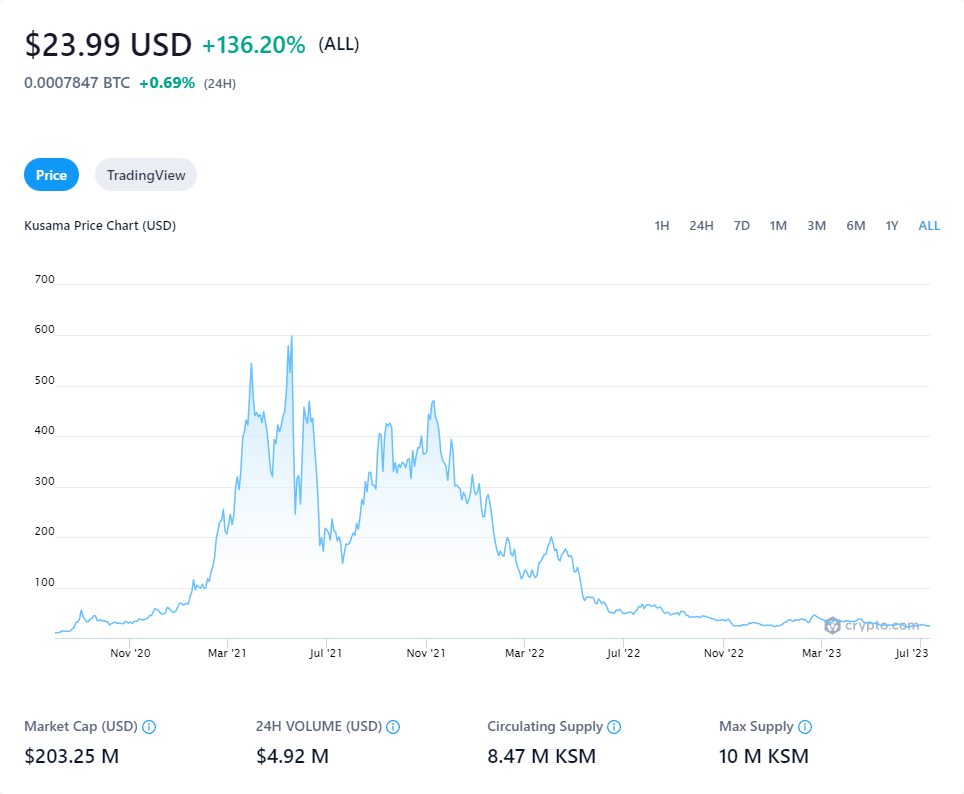 $23.99 USD +136.20% (ALL)
0.0007847 BTC +0.69% (24H)
Price TradingView
Kusama Price Chart (USD) 1H 24H 7D 1M 3M 6M 1Y ALL
700
600
500
400
300
200
100
crypto.com
Nov '20 Mar '21 Jul '21 Nov '21 Mar '22 Jul '22 Nov '22 Mar '23 Jul '23
Market Cap (USD) 24H VOLUME (USD) Circulating Supply Max Supply
$203.25 M $4.92 M 8.47 M KSM 10 M KSM